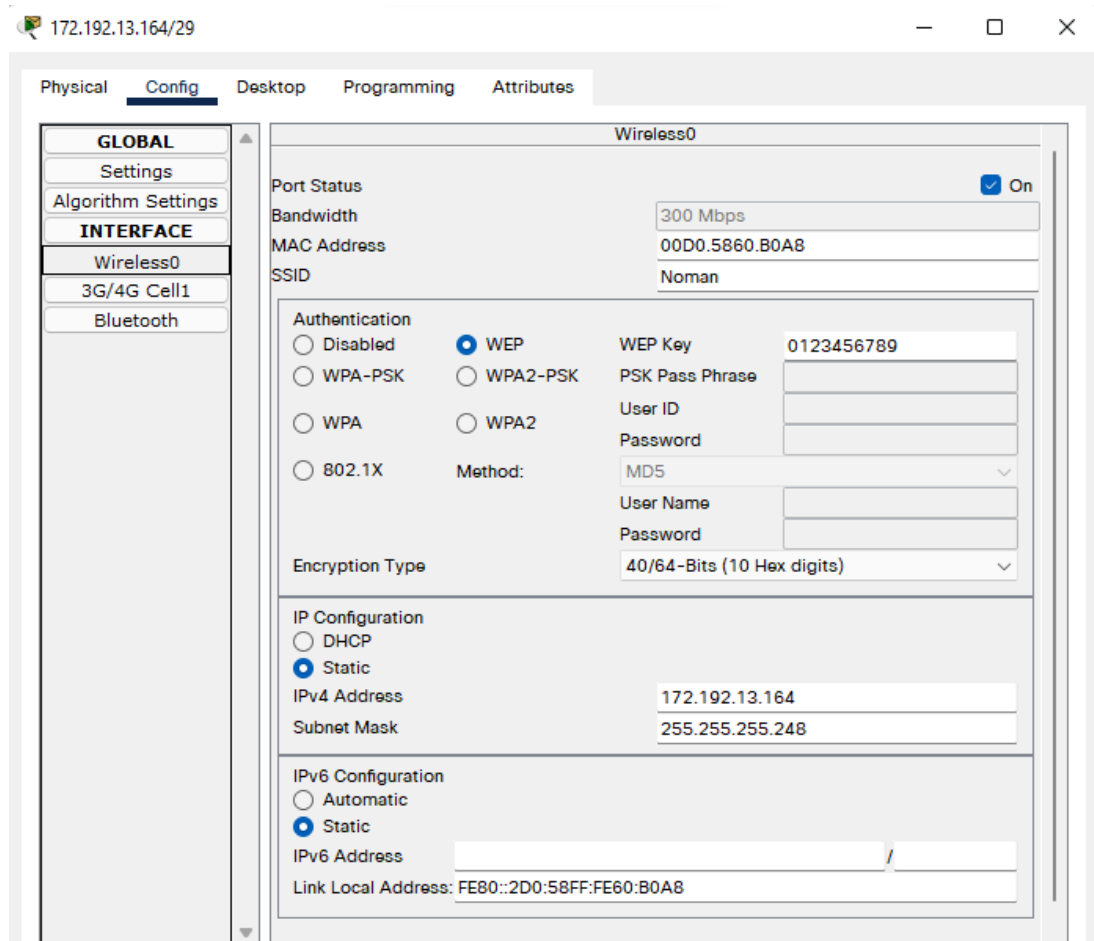 172.192.13.164/29
Physical Config Desktop Programming Attributes
GLOBAL
Settings
Algorithm Settings
INTERFACE
Wireless0
3G/4G Cell1
Bluetooth
Wireless0
Port Status On
Bandwidth 300 Mbps
MAC Address 00D0.5860.B0A8
SSID Noman
Authentication
Disabled WEP WEP Key 0123456789
WPA-PSK WPA2-PSK PSK Pass Phrase
User ID
WPA WPA2
Password
802.1X Method: MD5
User Name
Password
Encryption Type 40/64-Bits (10 Hex digits)
IP Configuration
DHCP
Static
IPv4 Address 172.192.13.164
Subnet Mask 255.255.255.248
IPv6 Configuration
Automatic
Static
IPv6 Address /
Link Local Address: FE80::2D0:58FF:FE60:B0A8